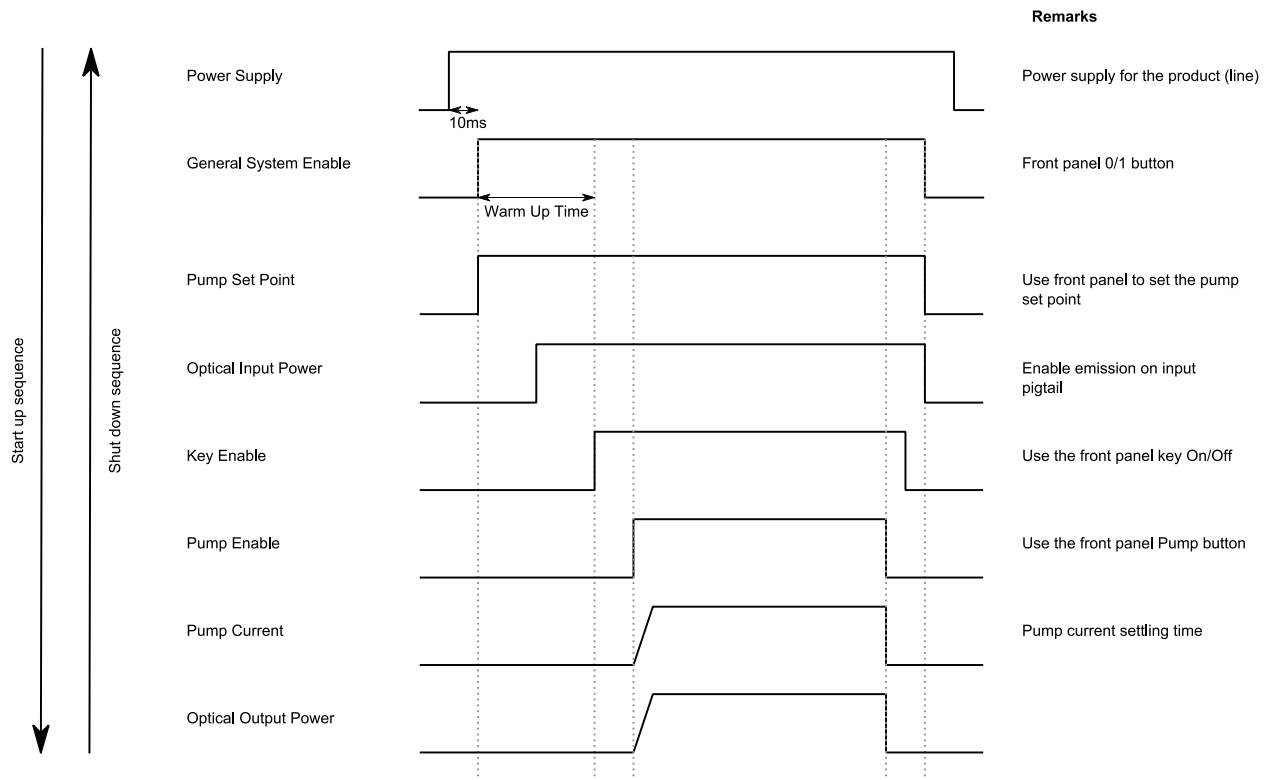 Remarks
Power Supply
Power supply for the product (line)
10ms
General System Enable
Front panel 0/1 button
Warm Up Time
Pump Set Point
Use front panel to set the pump
set point
Optical Input Power
Enable emission on input
pigtail
Start up sequence
Shut down sequence
Key Enable
Use the front panel key On/Off
Pump Enable
Use the front panel Pump button
Pump Current
Pump current settling time
Optical Output Power